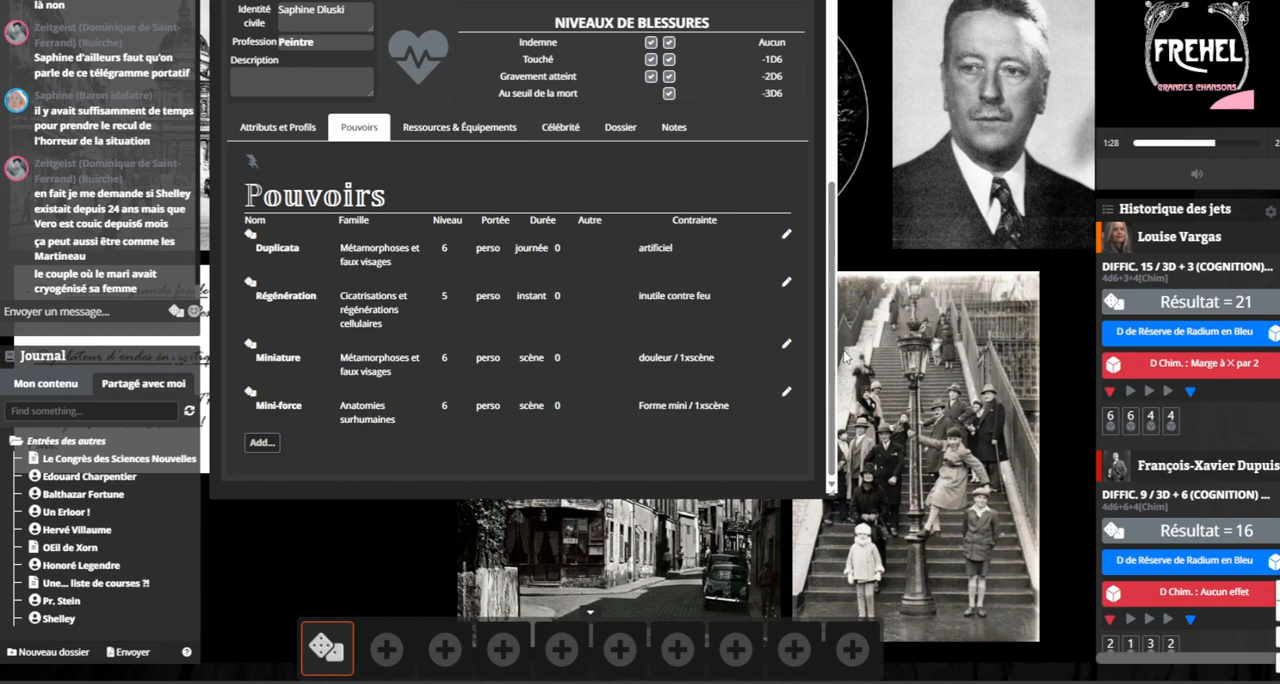 là non
Zeitgeist (Dominique de Saint-
Ferrand) (Buirche)
Saphine d'ailleurs faut qu'on
parle de ce télégramme portatif
Saphine (Baron idolatre)
il y avait suffisamment de temps
pour prendre le recul de
l'horreur de la situation
Zeitgeist (Dominique de Saint-
Ferrand) (Buirche)
en fait je me demande si Shelley
existait depuis 24 ans mais que
Vero est couic depuis6 mois
ça peut aussi être comme les
Martineau
le couple où le mari avait
cryogénisé sa femme
Envoyer un message...
Journal
Mon contenu
Partagé avec moi
Find something...
Entrées des autres
Le Congrès des Sciences Nouvelles
Edouard Charpentier
Balthazar Fortune
Un Erloor !
Hervé Villaume
OEil de Xorn
Honoré Legendre
Une... liste de courses ?!
Pr. Stein
Shelley
Nouveau dossier
Envoyer
?
Identité
civile
Saphine Dluski
Profession Peintre
Description
NIVEAUX DE BLESSURES
Indemne Aucun
Touché -1D6
Gravement atteint -2D6
Au seuil de la mort -3D6
Attributs et Profils
Pouvoirs
Ressources & Équipements
Célébrité
Dossier
Notes
Pouvoirs
Nom Famille Niveau Portée Durée Autre Contrainte
Duplicata Métamorphoses et 6 perso journée 0 artificiel
faux visages
Régénération Cicatrisations et 5 perso instant 0 inutile contre feu
régénérations
cellulaires
Miniature Métamorphoses et 6 perso scène 0 douleur / 1xscène
faux visages
Mini-force Anatomies 6 perso scène 0 Forme mini / 1xscène
surhumaines
Add...
FREHEL
GRANDES CHANSONS
1:28
Historique des jets
Louise Vargas
DIFFIC. 15 / 3D + 3 (COGNITION)...
4d6+3+4[Chim]
Résultat = 21
D de Réserve de Radium en Bleu
D Chim. : Marge à X par 2
6 6 4 4
François-Xavier Dupuis
DIFFIC. 9 / 3D + 6 (COGNITION) ...
4d6+6+4[Chim]
Résultat = 16
D de Réserve de Radium en Bleu
D Chim. : Aucun effet
2 1 3 2